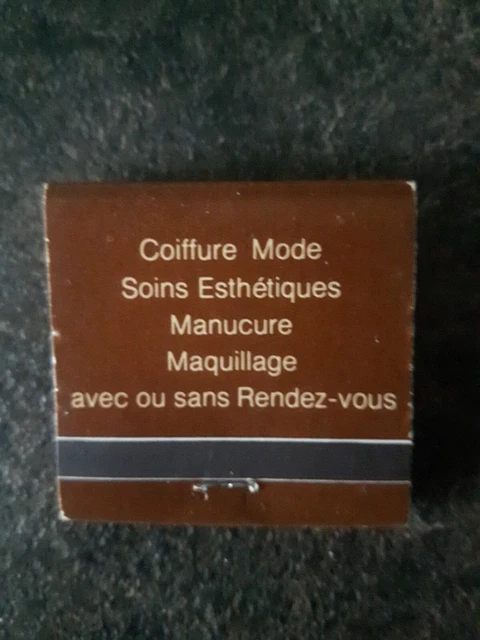 Coiffure Mode
Soins Esthétiques
Manucure
Maquillage
avec ou sans Rendez-vous